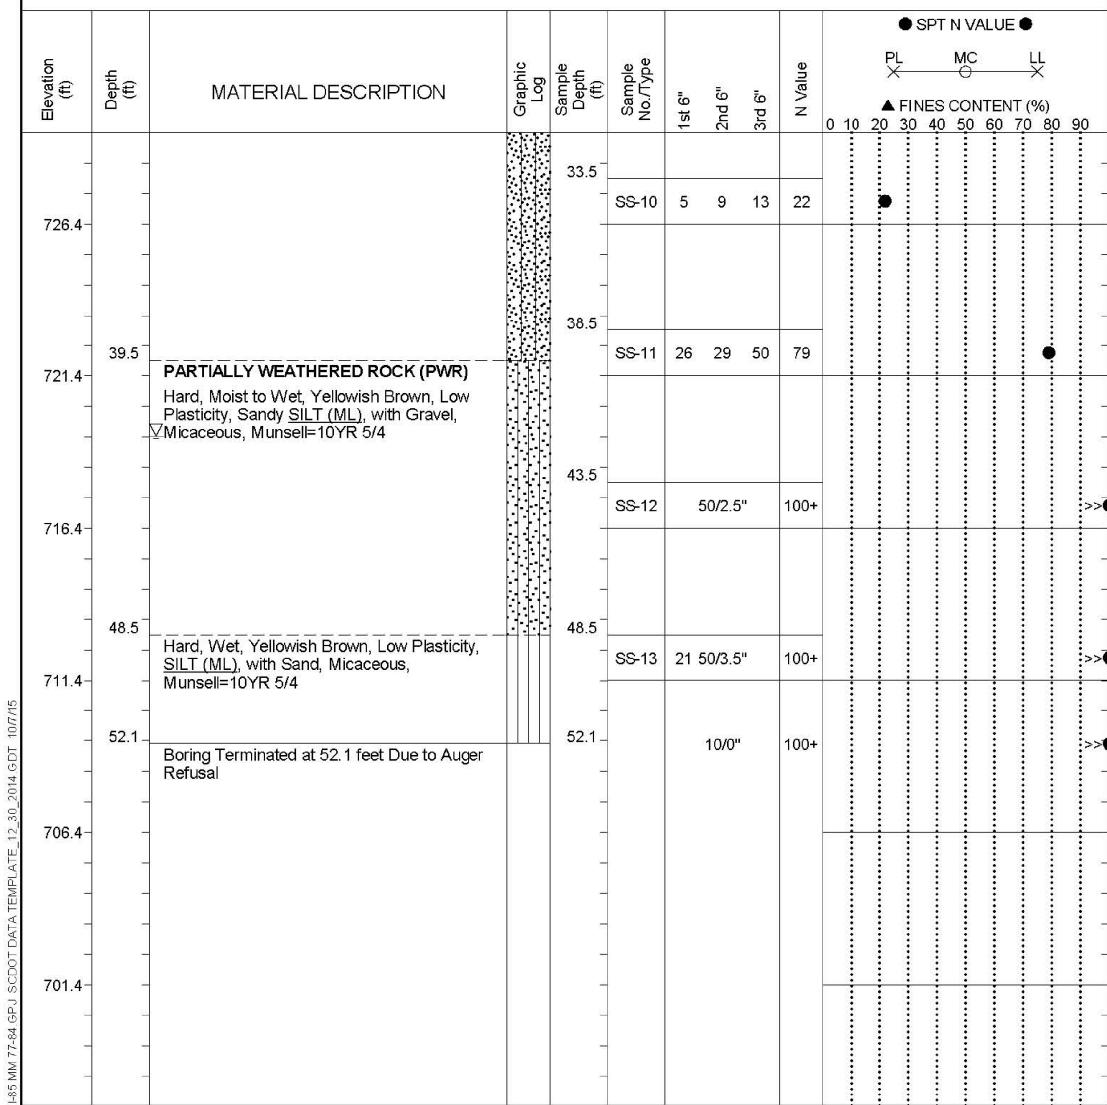 Elevation (ft)
Depth (ft)
MATERIAL DESCRIPTION
Graphic Log
Sample Depth (ft)
Sample No./Type
1st 6"
2nd 6"
3rd 6"
N Value
SPT N VALUE
PL MC LL
FINES CONTENT (%)
0 10 20 30 40 50 60 70 80 90
33.5
SS-10 5 9 13 22
726.4
38.5
39.5
SS-11 26 29 50 79
721.4
PARTIALLY WEATHERED ROCK (PWR)
Hard, Moist to Wet, Yellowish Brown, Low
Plasticity, Sandy SILT (ML), with Gravel,
Micaceous, Munsell=10YR 5/4
43.5
SS-12 50/2.5" 100+ >>
716.4
48.5 48.5
Hard, Wet, Yellowish Brown, Low Plasticity,
SILT (ML), with Sand, Micaceous,
Munsell=10YR 5/4
SS-13 21 50/3.5" 100+ >>
711.4
52.1 52.1
10/0" 100+ >>
Boring Terminated at 52.1 feet Due to Auger
Refusal
706.4
701.4
I-85 MM 77-84.GPJ SCDOT DATA TEMPLATE_12_30_2014.GDT 10/7/15